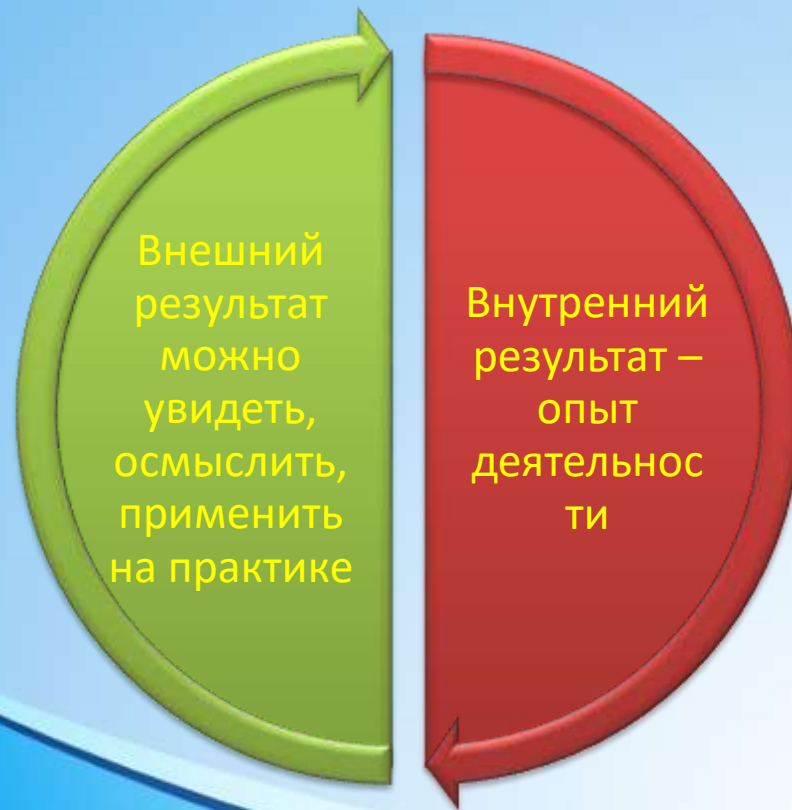 Внешний
результат
можно
увидеть,
осмыслить,
применить
на практике
Внутренний
результат –
опыт
деятельнос
ти